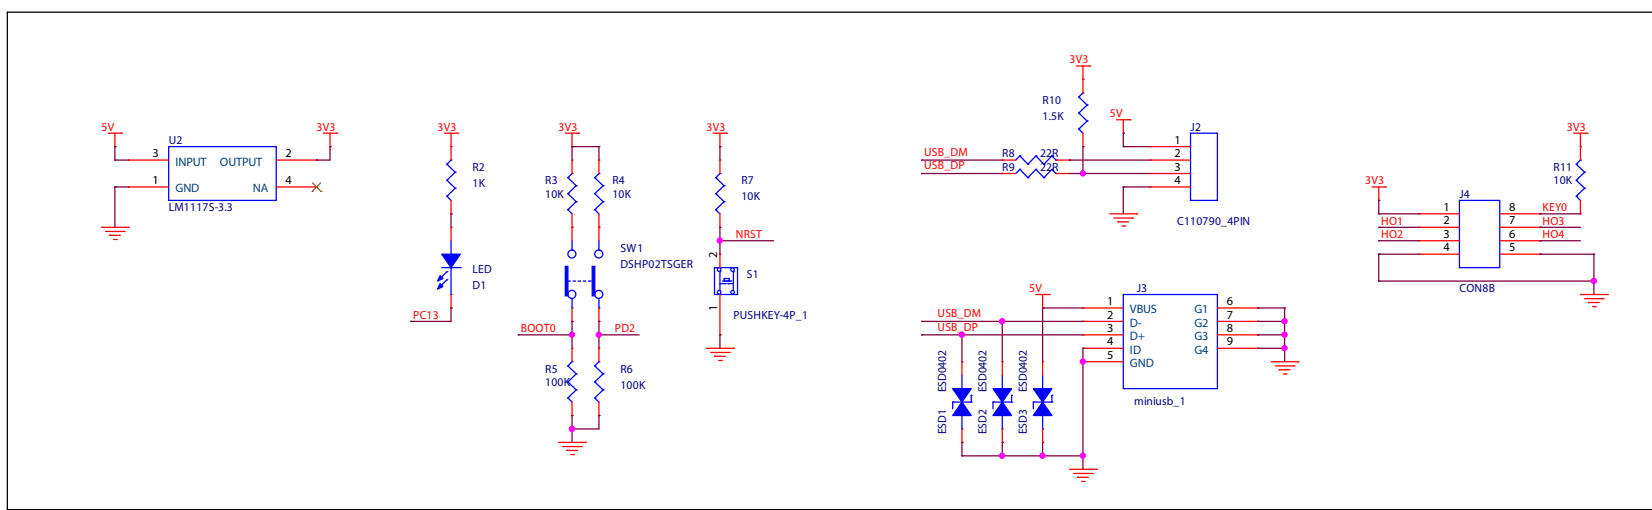 5V
U2
3V3
3
INPUT
OUTPUT
2
1
GND
NA
4
LM1117S-3.3
3V3
R2
1K
LED
D1
PC13
3V3
R3
10K
R4
10K
SW1
DSHP02TSGER
BOOT0
PD2
R5
100K
R6
100K
3V3
R7
10K
NRST
2
S1
1
PUSHKEY-4P_1
3V3
R10
1.5K
5V
J2
USB_DM
R8
22R
USB_DP
R9
22R
1
2
3
4
C110790_4PIN
5V
J3
USB_DM
USB_DP
1
VBUS
G1
6
2
D-
G2
7
3
D+
G3
8
4
ID
G4
9
5
GND
miniusb_1
ESD1
ESD0402
ESD2
ESD0402
ESD3
ESD0402
3V3
R11
10K
3V3
J4
1
8
KEY0
HO1
2
7
HO3
HO2
3
6
HO4
4
5
CON8B